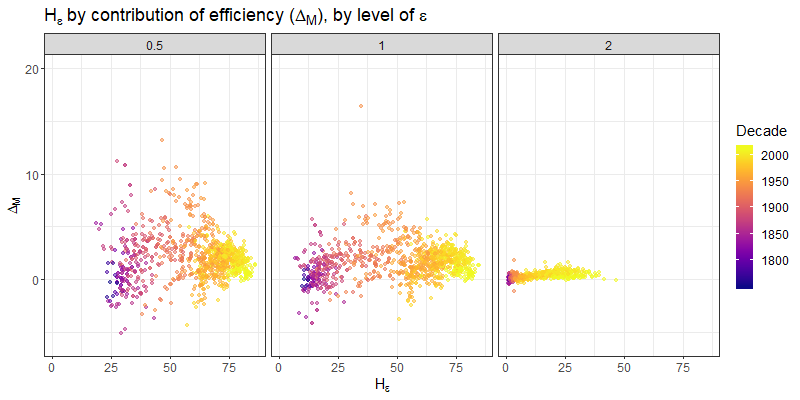 Hε by contribution of efficiency (ΔM), by level of ε
0.5 1 2
20
10
0
ΔM
0 25 50 75 0 25 50 75 0 25 50 75
Hε
Decade
2000
1950
1900
1850
1800